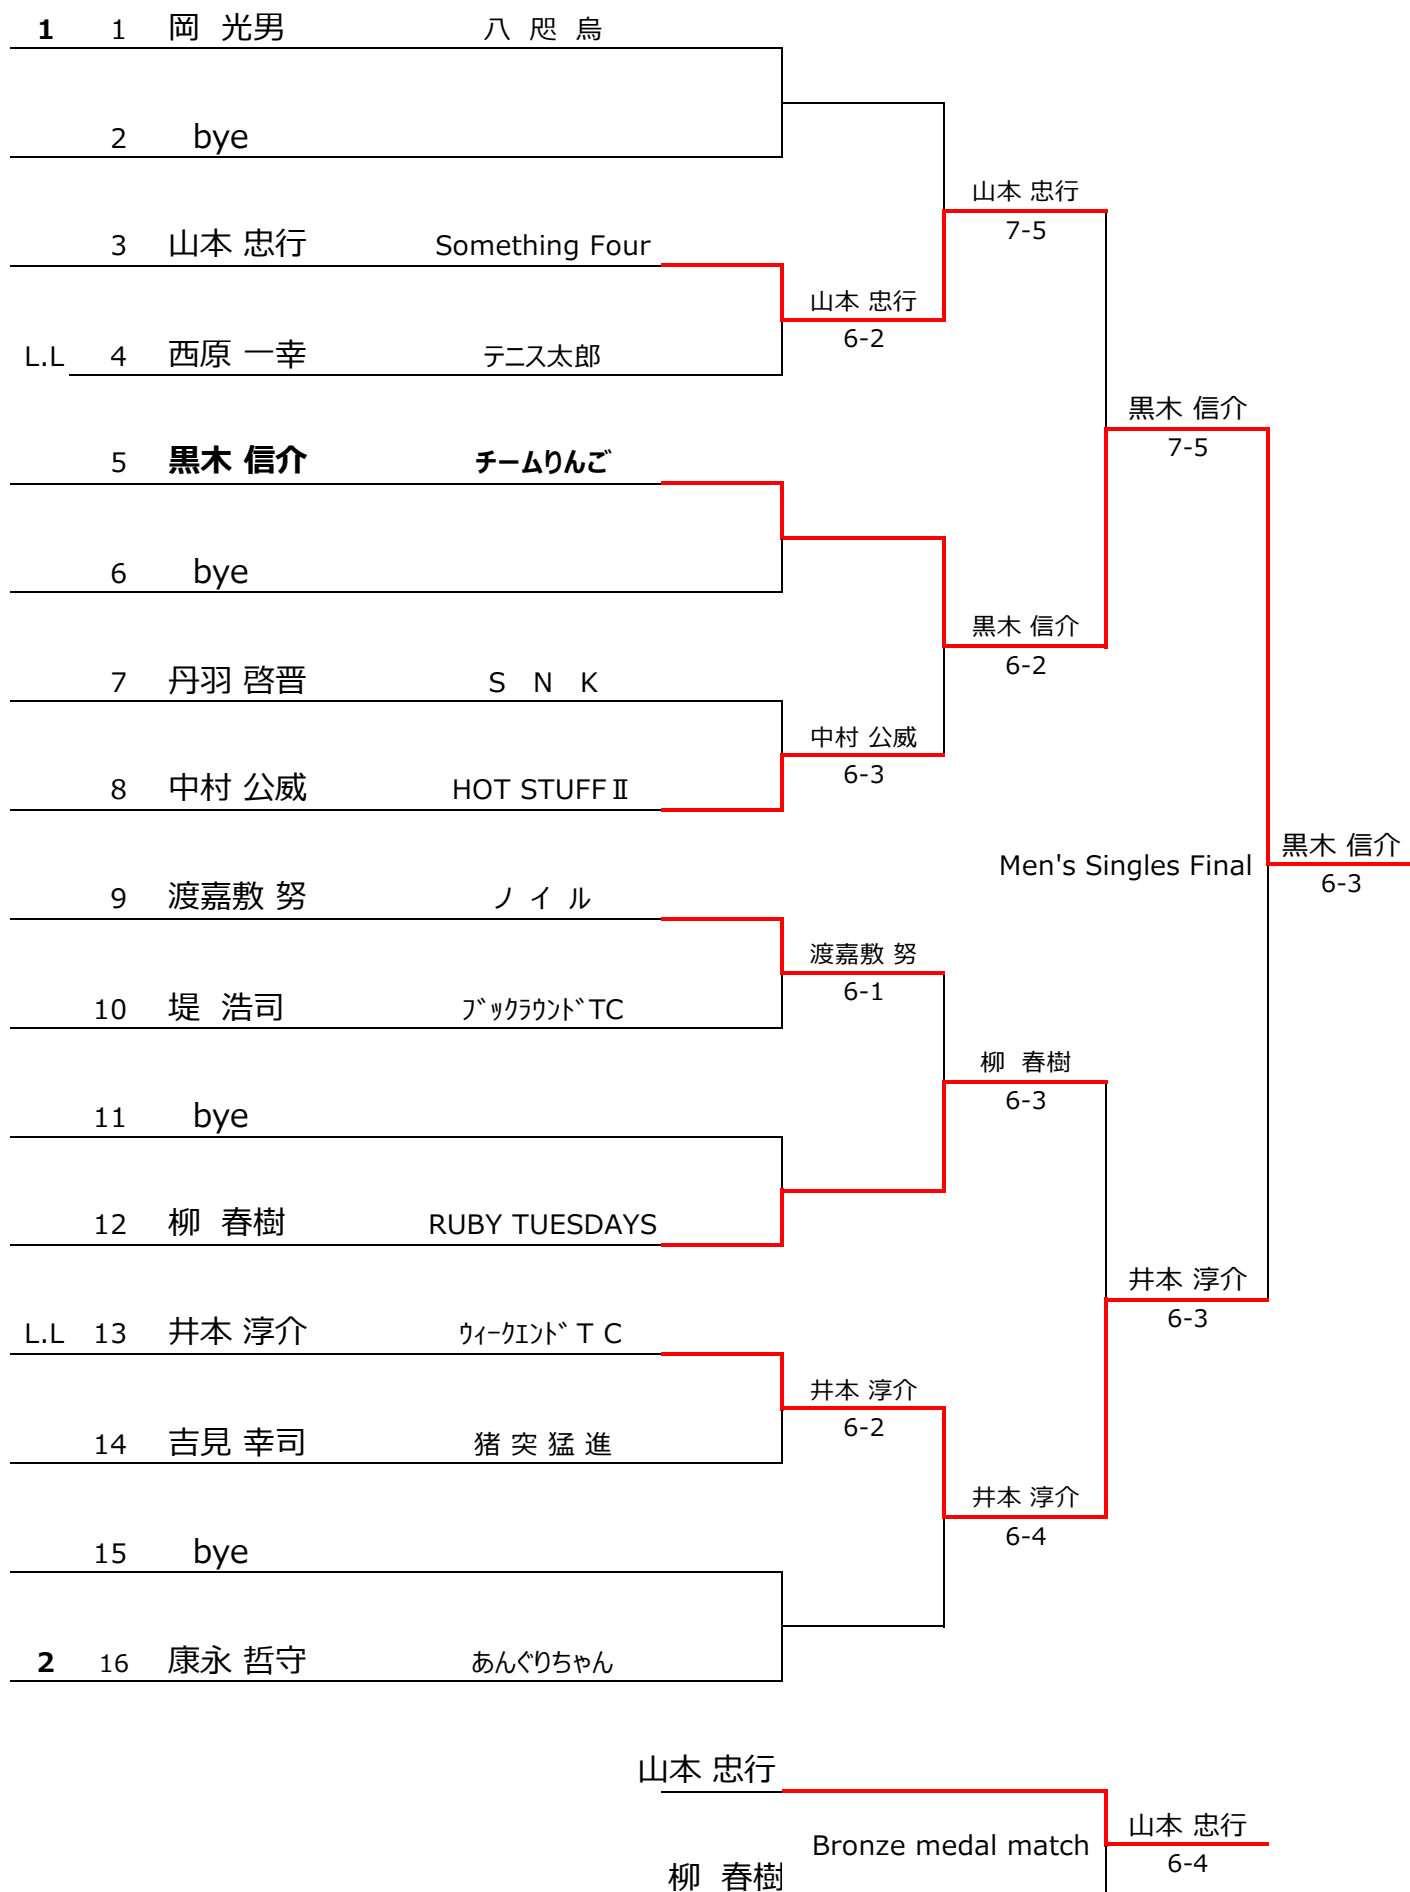 1 1 岡 光男 八 咫 烏
2 bye
山本 忠行
7-5
3 山本 忠行 Something Four
山本 忠行
6-2
L.L 4 西原 一幸 テニス太郎
黒木 信介
7-5
5 黒木 信介 チームりんご
6 bye
黒木 信介
6-2
7 丹羽 啓晋 S N K
中村 公威
6-3
8 中村 公威 HOT STUFFⅡ
Men's Singles Final
黒木 信介
6-3
9 渡嘉敷 努 ノ イ ル
渡嘉敷 努
6-1
10 堤 浩司 ﾌﾞｯｸﾗｳﾝﾄﾞTC
柳 春樹
6-3
11 bye
12 柳 春樹 RUBY TUESDAYS
井本 淳介
6-3
L.L 13 井本 淳介 ｳｨｰｸｴﾝﾄﾞ T C
井本 淳介
6-2
14 吉見 幸司 猪 突 猛 進
井本 淳介
6-4
15 bye
2 16 康永 哲守 あんぐりちゃん
山本 忠行
Bronze medal match
山本 忠行
6-4
柳 春樹